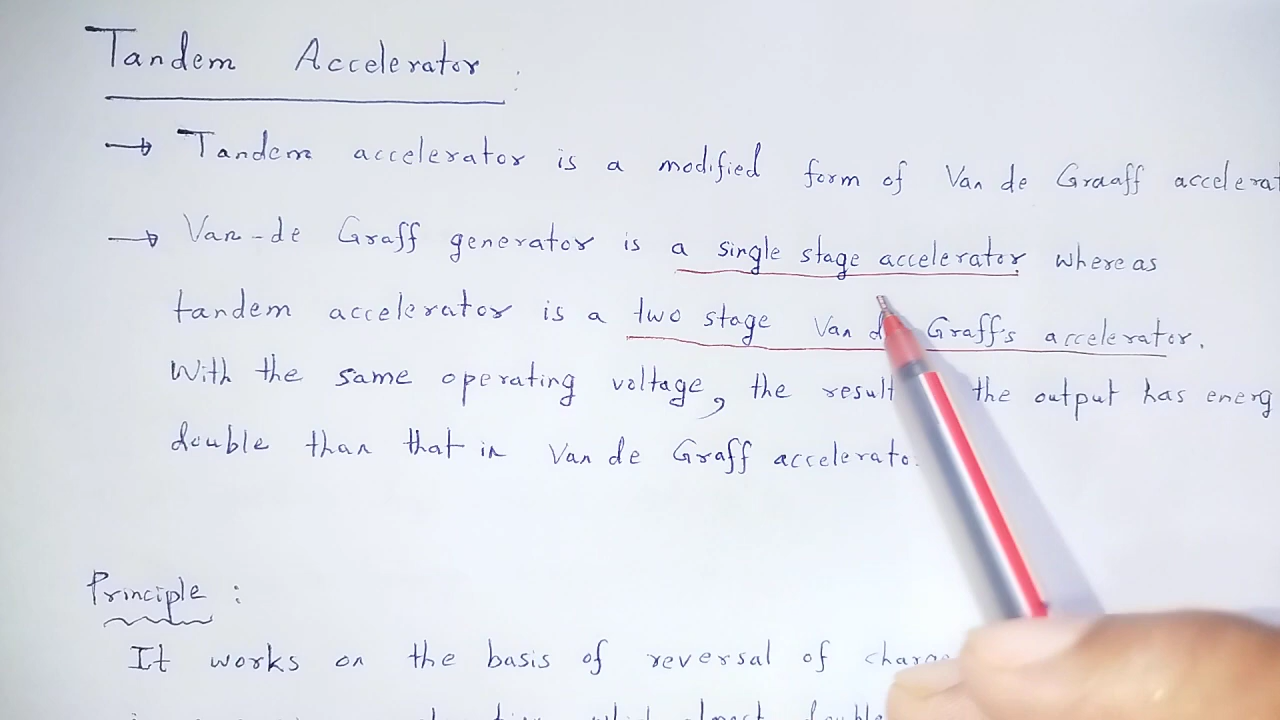 Tandem Accelerator
→ Tandem accelerator is a modified form of Van de Graaff accelerat
→ Van-de Graff generator is a single stage accelerator whereas
tandem accelerator is a two stage Van de Graff's accelerator.
With the same operating voltage, the result the output has energ
double than that in Van de Graff accelerato.
Principle :
It works on the basis of reversal of charge